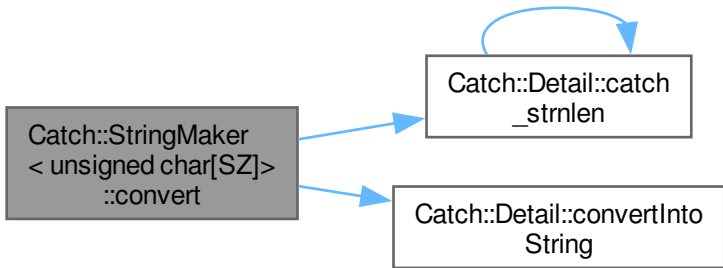 Catch::StringMaker
< unsigned char[SZ]>
::convert
Catch::Detail::catch
_strnlen
Catch::Detail::convertInto
String